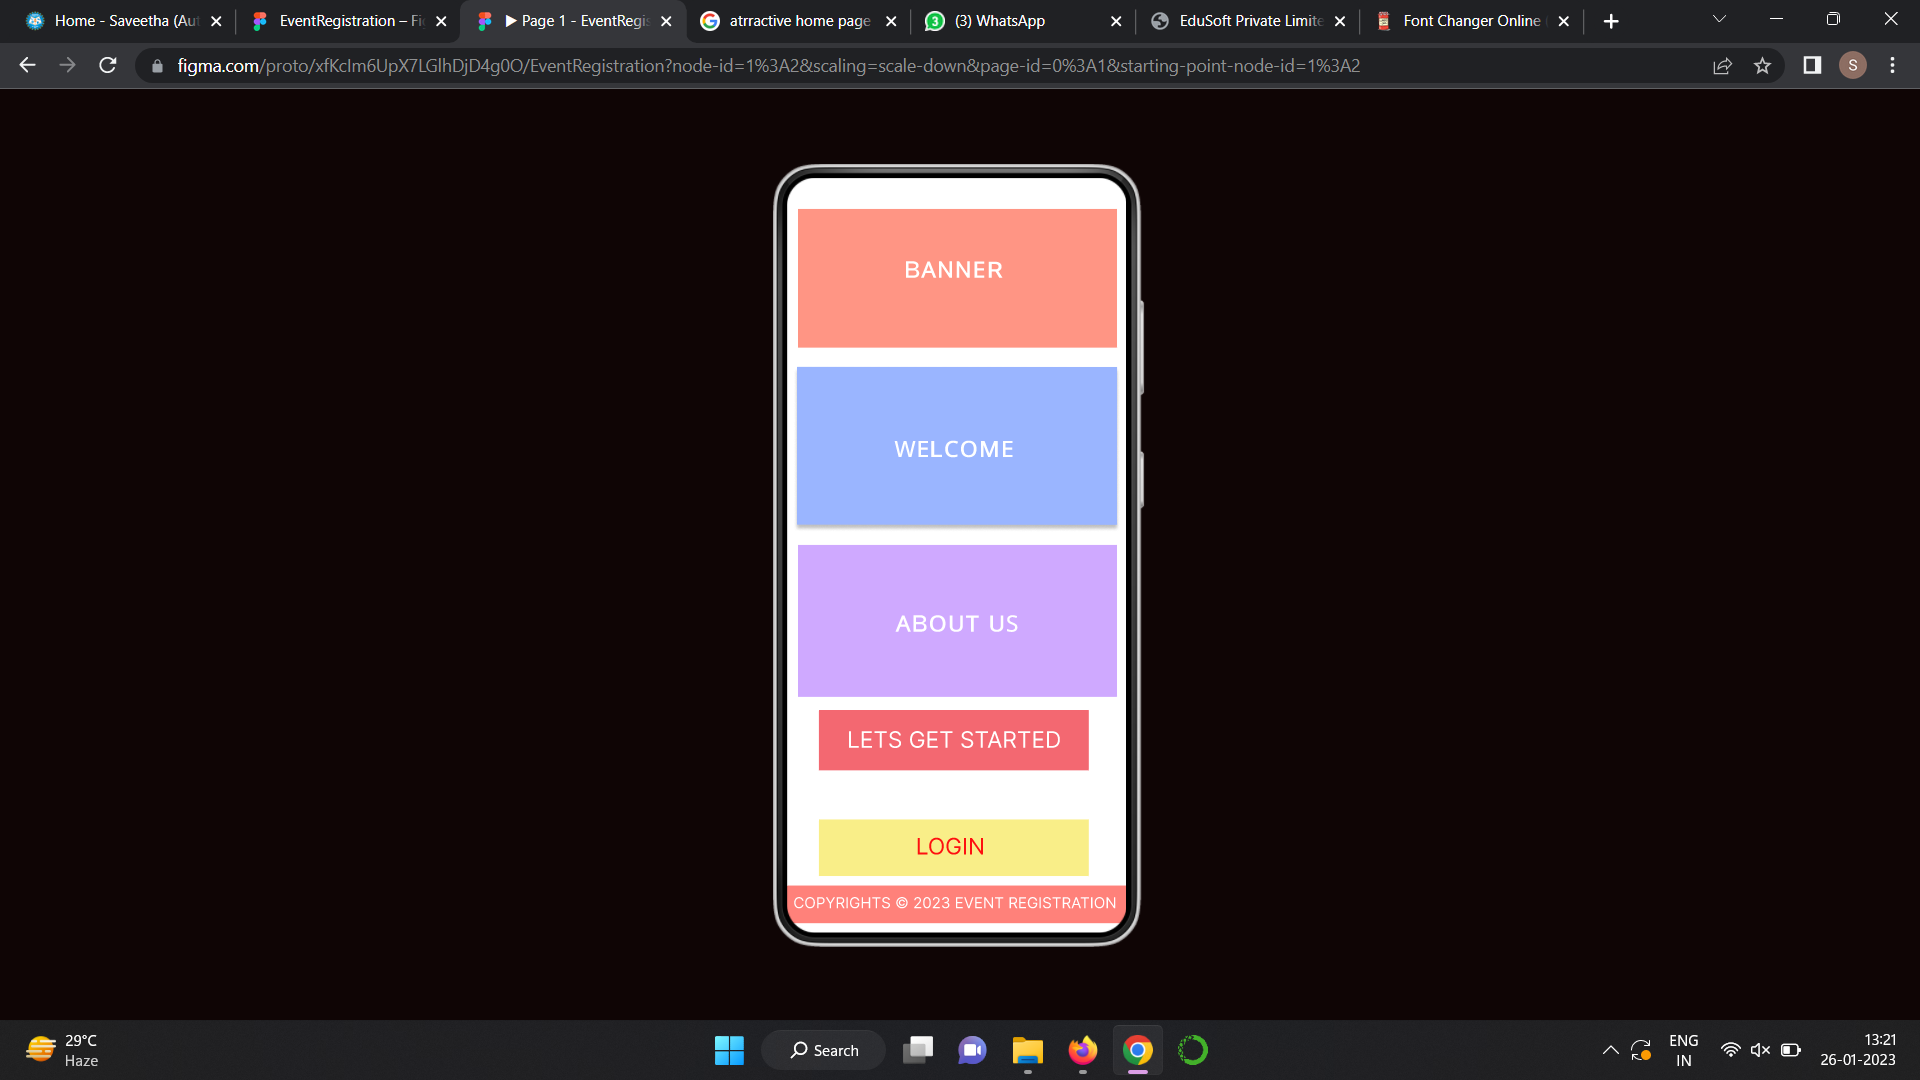 Home - Saveetha (Au
EventRegistration – Fi
▶ Page 1 - EventRegis
atrractive home page
(3) WhatsApp
EduSoft Private Limite
Font Changer Online
figma.com/proto/xfKcIm6UpX7LGlhDjD4g0O/EventRegistration?node-id=1%3A2&scaling=scale-down&page-id=0%3A1&starting-point-node-id=1%3A2
S
BANNER
WELCOME
ABOUT US
LETS GET STARTED
LOGIN
COPYRIGHTS © 2023 EVENT REGISTRATION
29°C
Haze
Search
ENG
IN
13:21
26-01-2023